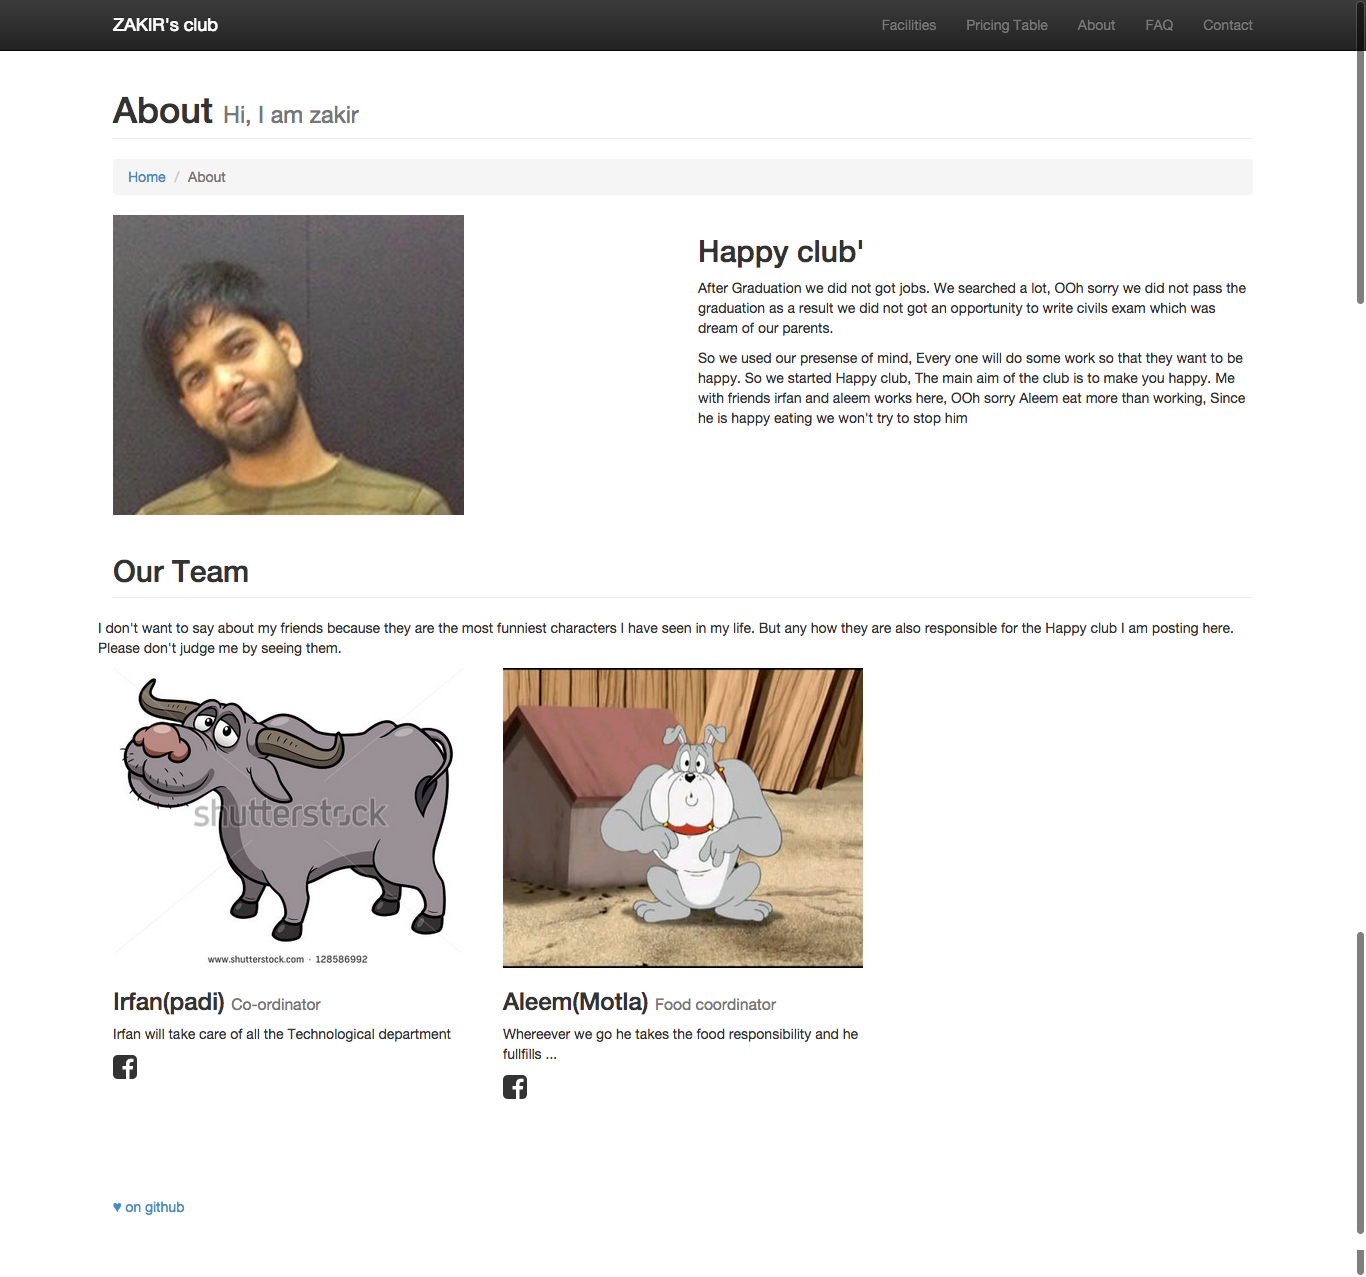 ZAKIR's club
Facilities Pricing Table About FAQ Contact
About Hi, I am zakir
Home / About
Happy club'
After Graduation we did not got jobs. We searched a lot, OOh sorry we did not pass the
graduation as a result we did not got an opportunity to write civils exam which was
dream of our parents.
So we used our presense of mind, Every one will do some work so that they want to be
happy. So we started Happy club, The main aim of the club is to make you happy. Me
with friends irfan and aleem works here, OOh sorry Aleem eat more than working, Since
he is happy eating we won't try to stop him
Our Team
I don't want to say about my friends because they are the most funniest characters I have seen in my life. But any how they are also responsible for the Happy club I am posting here.
Please don't judge me by seeing them.
shutterstock
www.shutterstock.com · 128586992
Irfan(padi) Co-ordinator
Irfan will take care of all the Technological department
Aleem(Motla) Food coordinator
Whereever we go he takes the food responsibility and he
fullfills ...
♥ on github